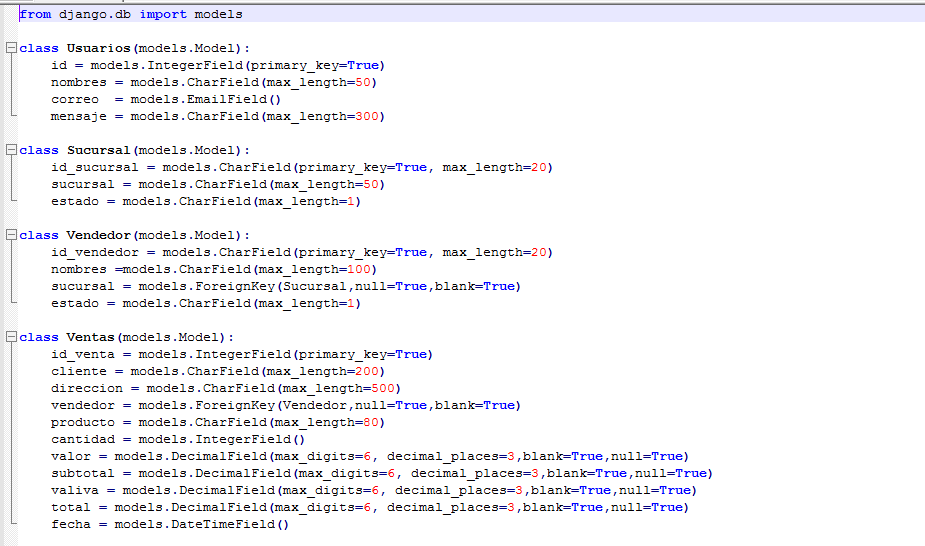 from django.db import models
class Usuarios(models.Model):
id = models.IntegerField(primary_key=True)
nombres = models.CharField(max_length=50)
correo  = models.EmailField()
mensaje = models.CharField(max_length=300)
class Sucursal(models.Model):
id_sucursal = models.CharField(primary_key=True, max_length=20)
sucursal = models.CharField(max_length=50)
estado = models.CharField(max_length=1)
class Vendedor(models.Model):
id_vendedor = models.CharField(primary_key=True, max_length=20)
nombres =models.CharField(max_length=100)
sucursal = models.ForeignKey(Sucursal,null=True,blank=True)
estado = models.CharField(max_length=1)
class Ventas(models.Model):
id_venta = models.IntegerField(primary_key=True)
cliente = models.CharField(max_length=200)
direccion = models.CharField(max_length=500)
vendedor = models.ForeignKey(Vendedor,null=True,blank=True)
producto = models.CharField(max_length=80)
cantidad = models.IntegerField()
valor = models.DecimalField(max_digits=6, decimal_places=3,blank=True,null=True)
subtotal = models.DecimalField(max_digits=6, decimal_places=3,blank=True,null=True)
valiva = models.DecimalField(max_digits=6, decimal_places=3,blank=True,null=True)
total = models.DecimalField(max_digits=6, decimal_places=3,blank=True,null=True)
fecha = models.DateTimeField()